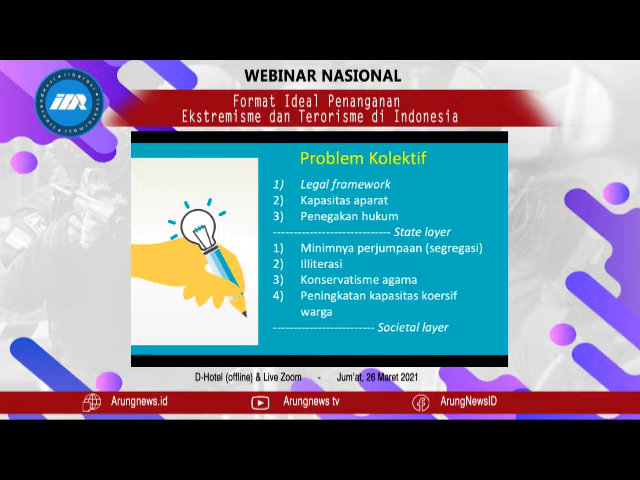 WEBINAR NASIONAL
Format Ideal Penanganan
Ekstremisme dan Terorisme di Indonesia
Problem Kolektif
1) Legal framework
2) Kapasitas aparat
3) Penegakan hukum
------------------------------ State layer
1) Minimnya perjumpaan (segregasi)
2) Illiterasi
3) Konservatisme agama
4) Peningkatan kapasitas koersif
warga
-------------------------- Societal layer
D-Hotel (offline) & Live Zoom - Jum'at, 26 Maret 2021
Arungnews.id
Arungnews tv
ArungNewsID